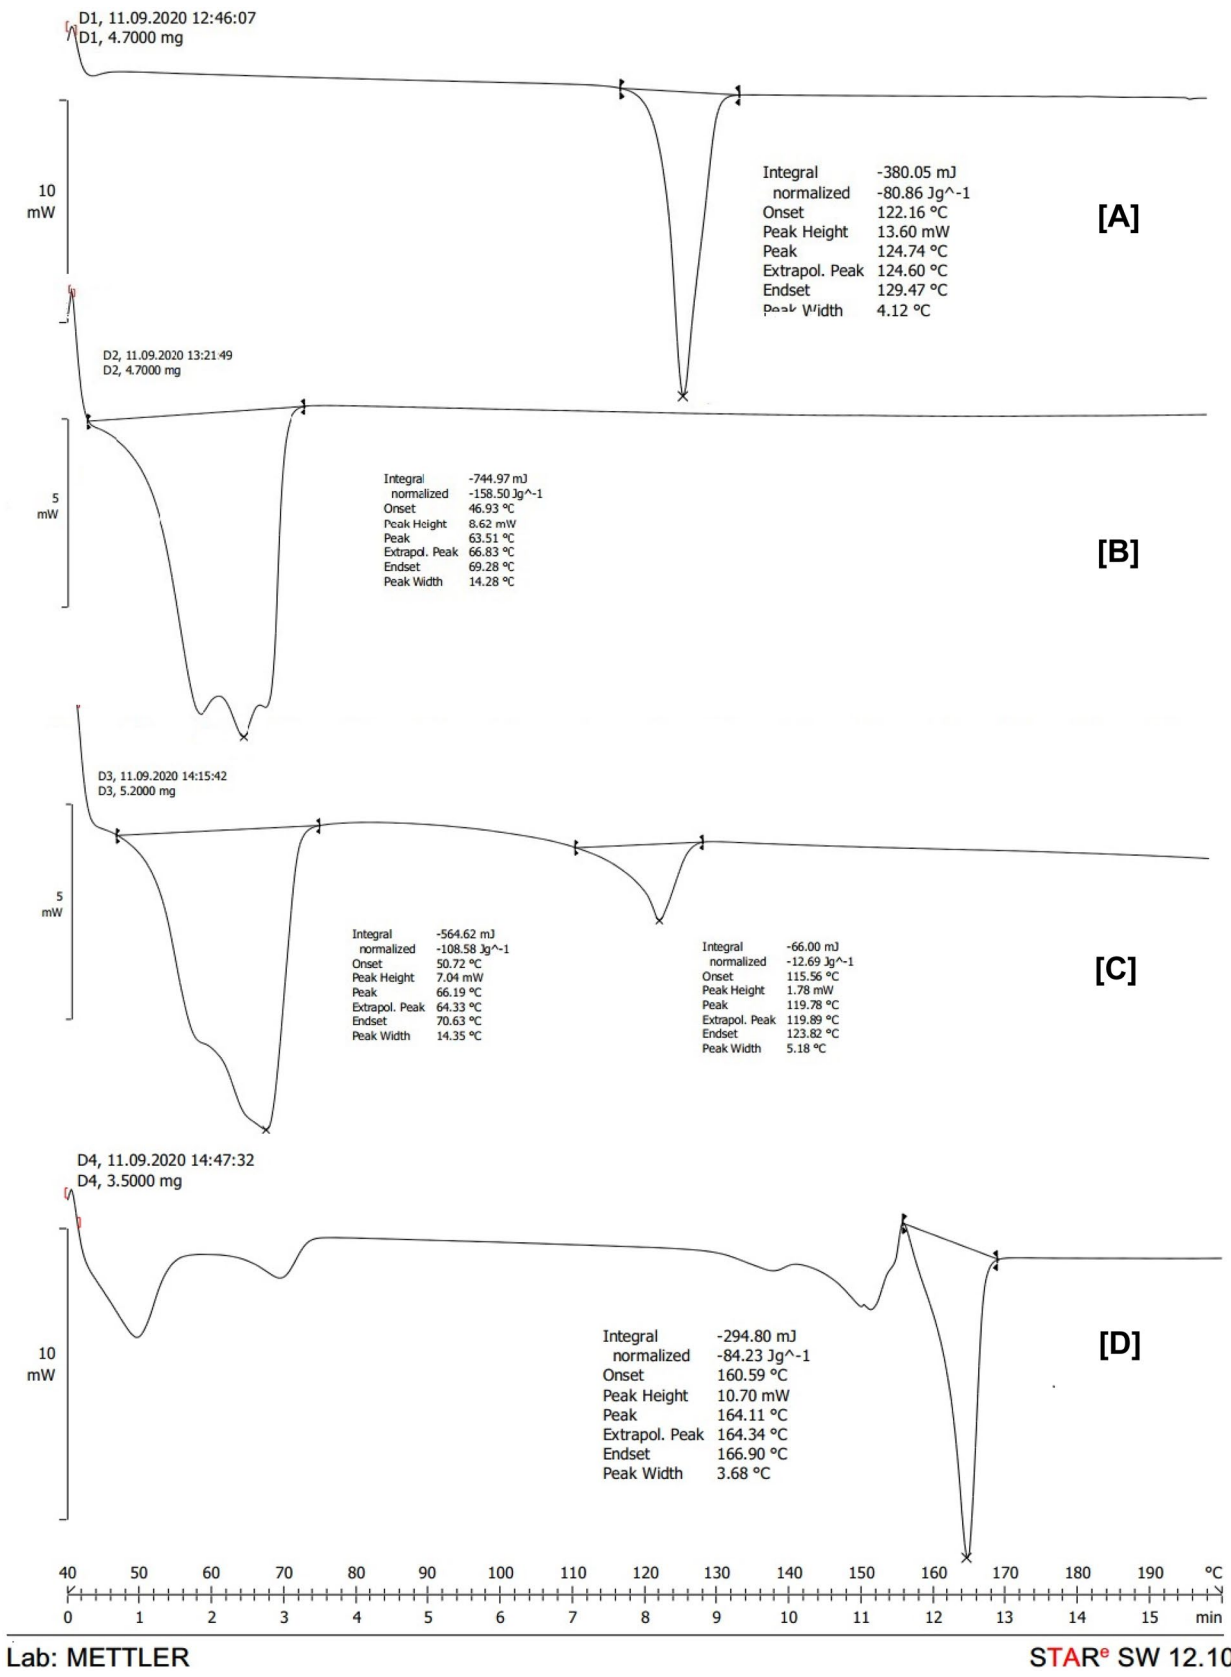 D1, 11.09.2020 12:46:07
D1, 4.7000 mg
10
mW
Integral -380.05 mJ
normalized -80.86 Jg^-1
Onset 122.16 °C
Peak Height 13.60 mW
Peak 124.74 °C
Extrapol. Peak 124.60 °C
Endset 129.47 °C
Peak Width 4.12 °C
[A]
D2, 11.09.2020 13:21:49
D2, 4.7000 mg
5
mW
Integral -744.97 mJ
normalized -158.50 Jg^-1
Onset 46.93 °C
Peak Height 8.62 mW
Peak 63.51 °C
Extrapol. Peak 66.83 °C
Endset 69.28 °C
Peak Width 14.28 °C
[B]
D3, 11.09.2020 14:15:42
D3, 5.2000 mg
5
mW
Integral -564.62 mJ
normalized -108.58 Jg^-1
Onset 50.72 °C
Peak Height 7.04 mW
Peak 66.19 °C
Extrapol. Peak 64.33 °C
Endset 70.63 °C
Peak Width 14.35 °C
Integral -66.00 mJ
normalized -12.69 Jg^-1
Onset 115.56 °C
Peak Height 1.78 mW
Peak 119.78 °C
Extrapol. Peak 119.89 °C
Endset 123.82 °C
Peak Width 5.18 °C
[C]
D4, 11.09.2020 14:47:32
D4, 3.5000 mg
10
mW
Integral -294.80 mJ
normalized -84.23 Jg^-1
Onset 160.59 °C
Peak Height 10.70 mW
Peak 164.11 °C
Extrapol. Peak 164.34 °C
Endset 166.90 °C
Peak Width 3.68 °C
[D]
40 50 60 70 80 90 100 110 120 130 140 150 160 170 180 190 °C
0 1 2 3 4 5 6 7 8 9 10 11 12 13 14 15 min
Lab: METTLER STARᵉ SW 12.10